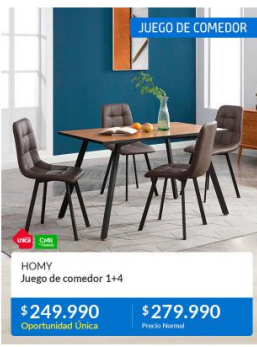 JUEGO DE COMEDOR
única
CMR
HOMY
Juego de comedor 1+4
$249.990 $279.990
Oportunidad Única Precio Normal